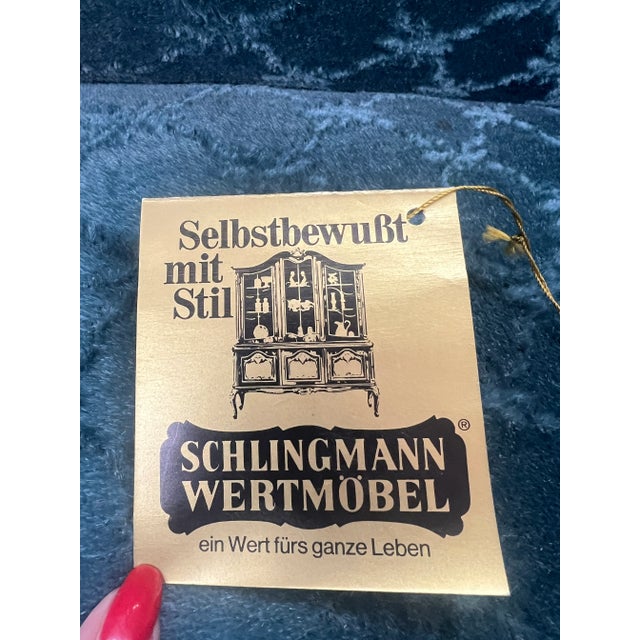 Selbstbewußt
mit
Stil
SCHLINGMANN ®
WERTMÖBEL
ein Wert fürs ganze Leben